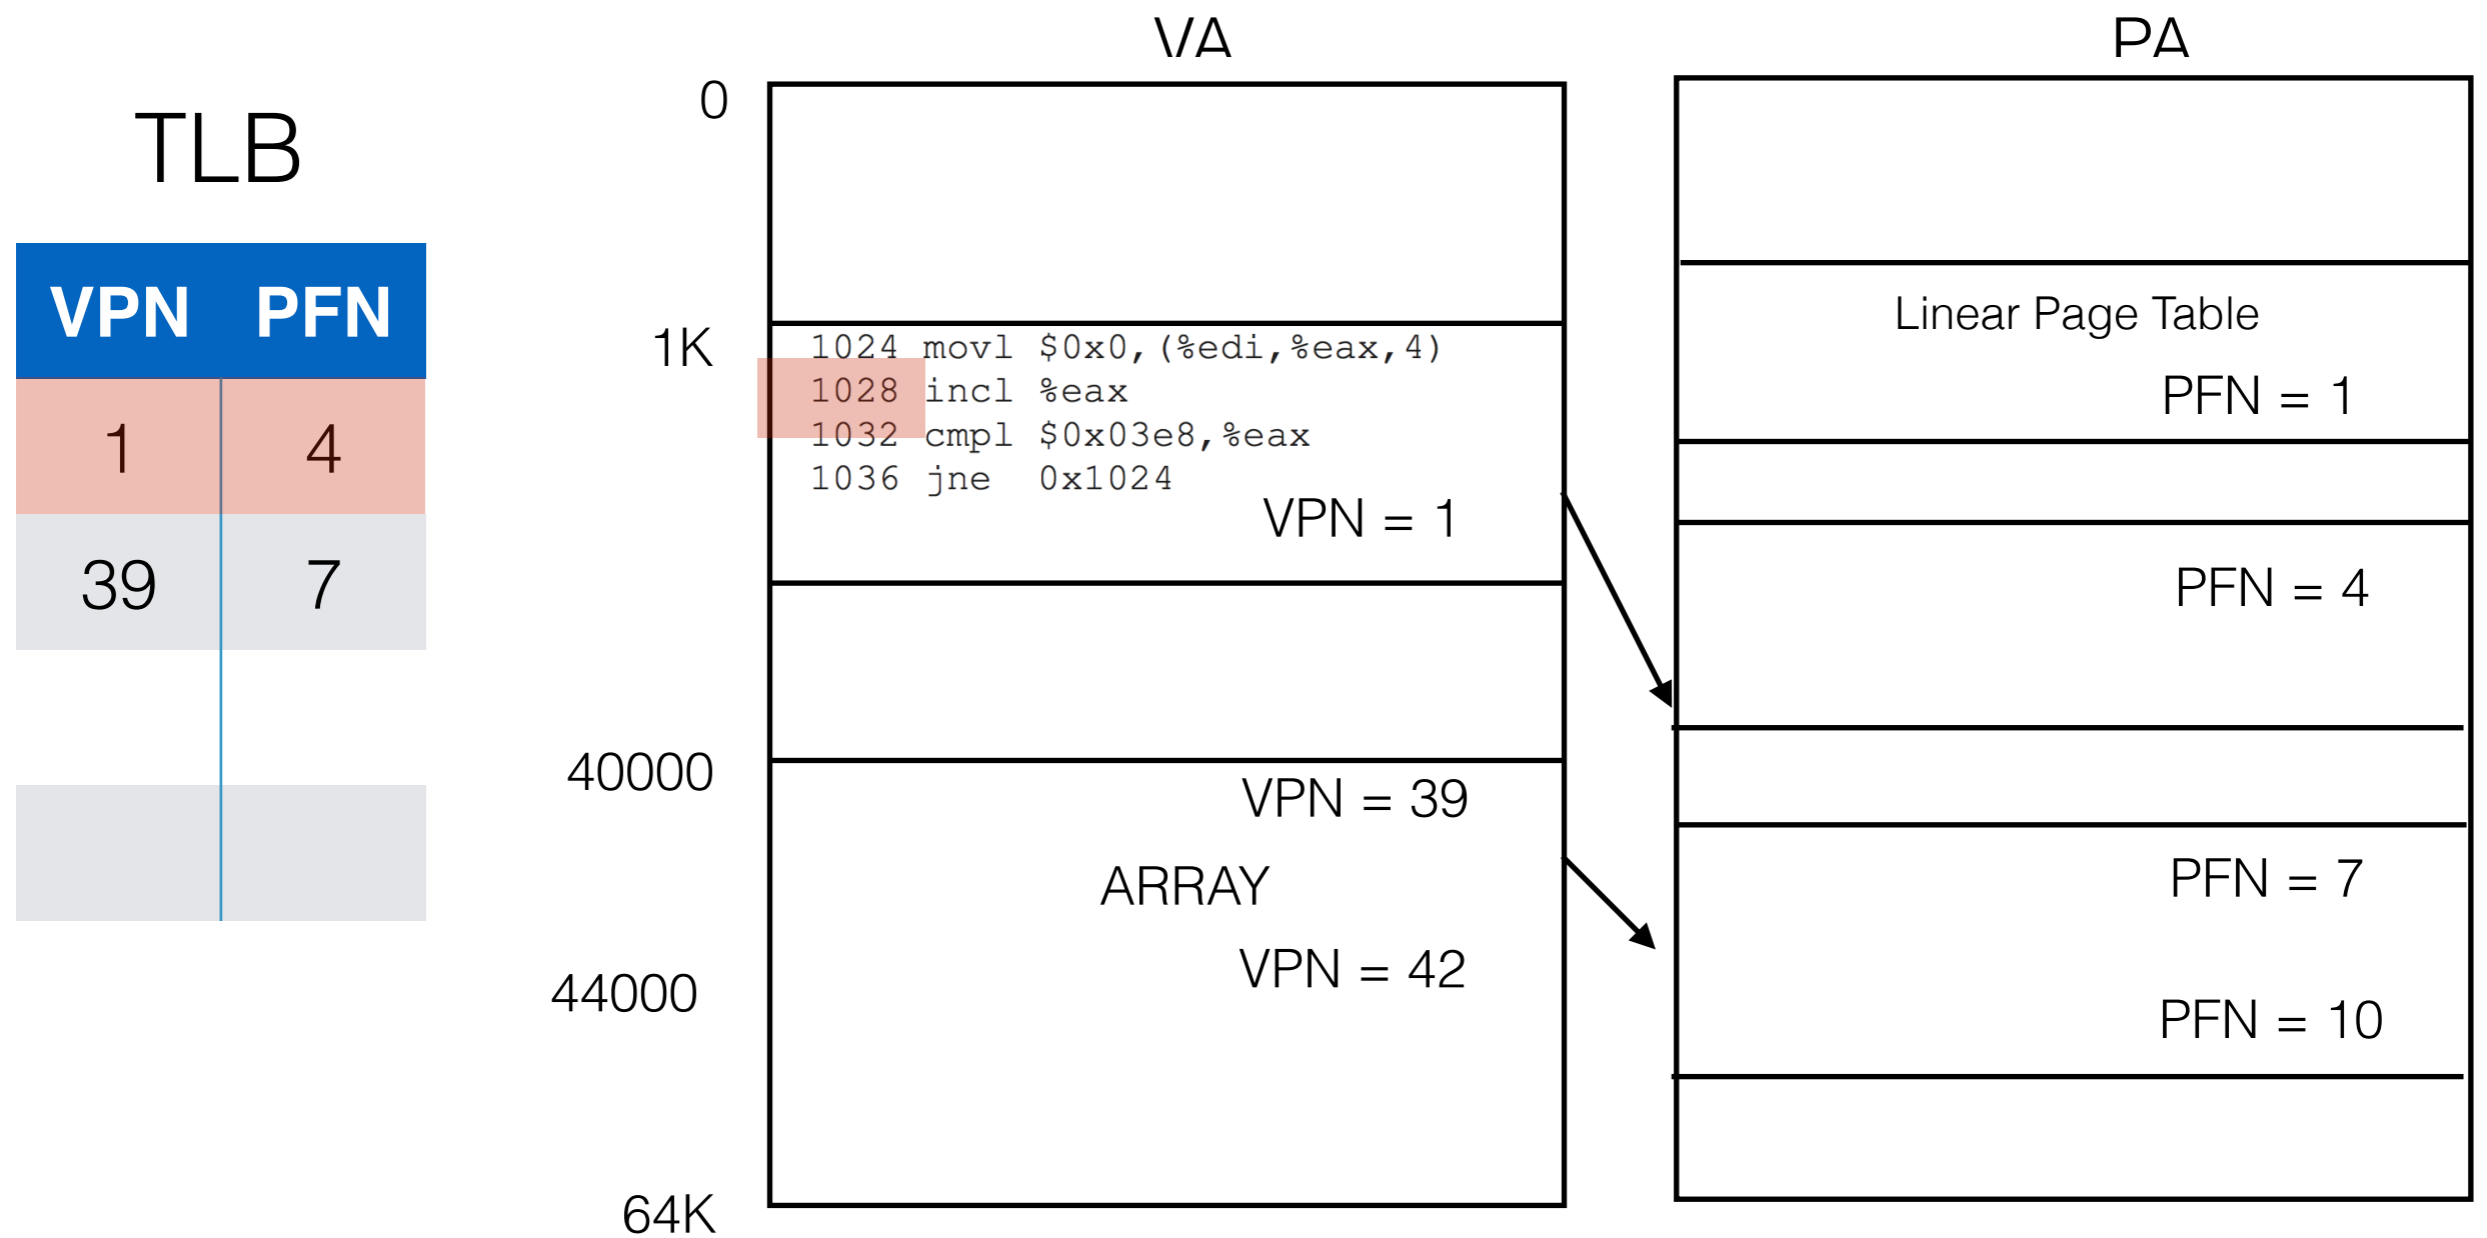 VA
PA
0
TLB
VPN PFN
1 4
39 7
1K
1024 movl $0x0,(%edi,%eax,4)
1028 incl %eax
1032 cmpl $0x03e8,%eax
1036 jne 0x1024
VPN = 1
40000
VPN = 39
ARRAY
VPN = 42
44000
64K
Linear Page Table
PFN = 1
PFN = 4
PFN = 7
PFN = 10